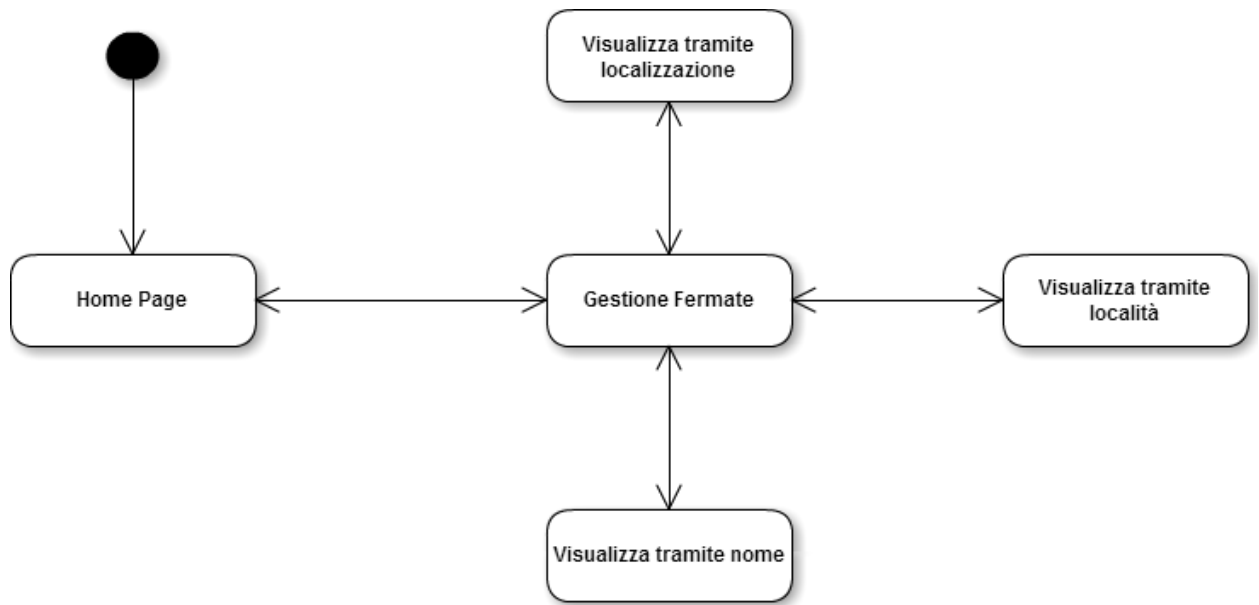 Visualizza tramite
localizzazione
Home Page
Gestione Fermate
Visualizza tramite
località
Visualizza tramite nome